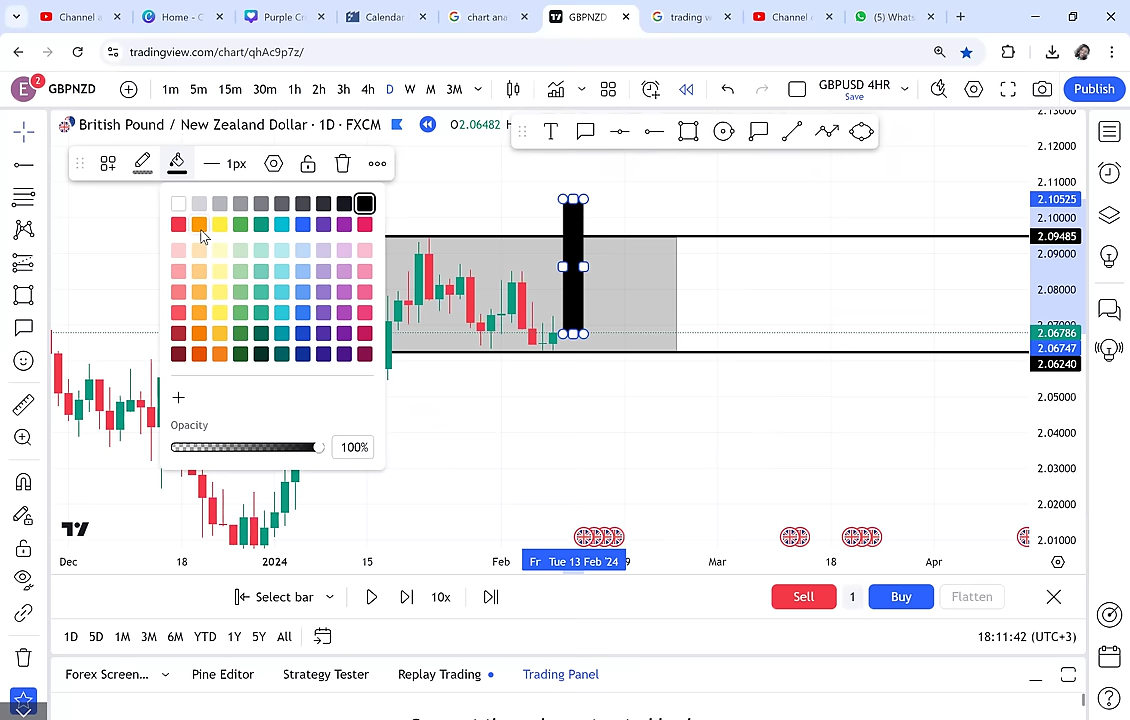 Channel a
Home - C
Purple Cr
Calendar
chart ana
GBPNZD
trading w
Channel
(5) Whats
tradingview.com/chart/qhAc9p7z/
E
2
GBPNZD
1m
5m
15m
30m
1h
2h
3h
4h
D
W
M
3M
GBPUSD 4HR
Save
Publish
British Pound / New Zealand Dollar · 1D · FXCM
O2.06482
T
1px
Opacity
100%
2.13000
2.12000
2.11000
2.10525
2.10000
2.09485
2.09000
2.08000
2.06786
2.06747
2.06240
2.05000
2.04000
2.03000
2.02000
2.01000
Dec
18
2024
15
Feb
Fr
Tue 13 Feb '24
9
Mar
18
Apr
Select bar
10x
Sell
1
Buy
Flatten
1D
5D
1M
3M
6M
YTD
1Y
5Y
All
18:11:42 (UTC+3)
Forex Screen...
Pine Editor
Strategy Tester
Replay Trading
Trading Panel